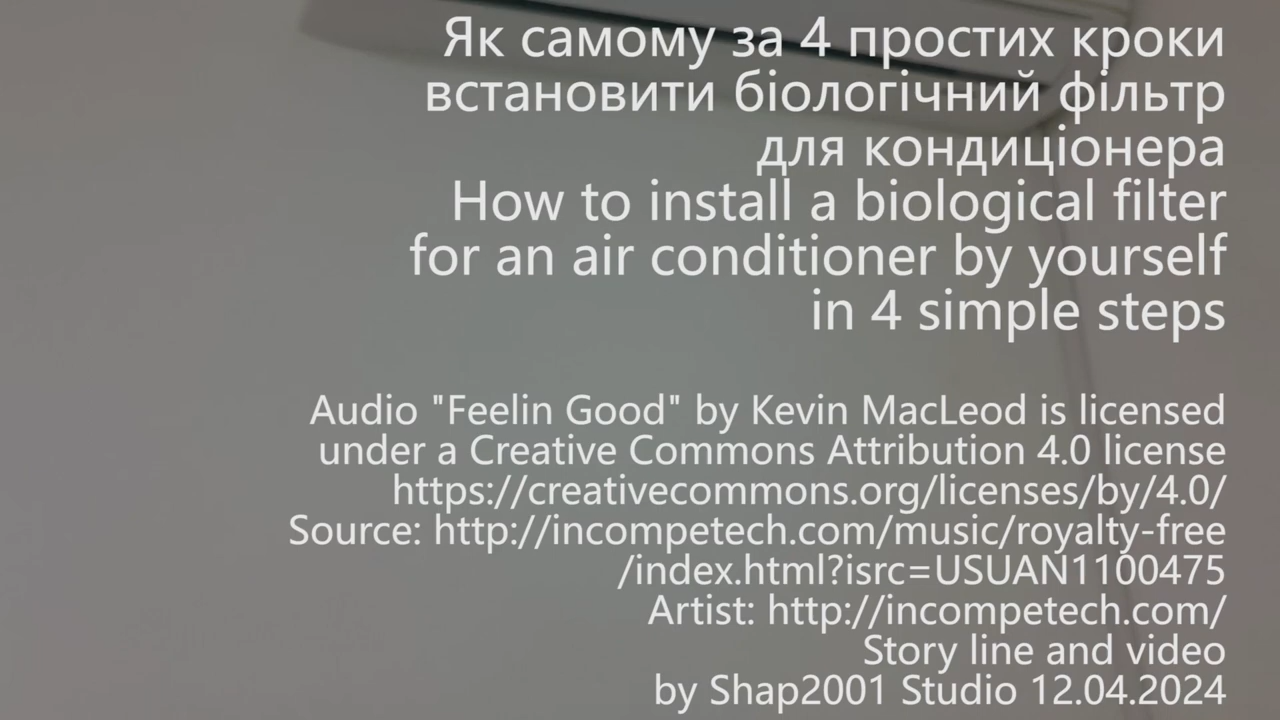 Як самому за 4 простих кроки
встановити біологічний фільтр
для кондиціонера
How to install a biological filter
for an air conditioner by yourself
in 4 simple steps
Audio "Feelin Good" by Kevin MacLeod is licensed
under a Creative Commons Attribution 4.0 license
https://creativecommons.org/licenses/by/4.0/
Source: http://incompetech.com/music/royalty-free
/index.html?isrc=USUAN1100475
Artist: http://incompetech.com/
Story line and video
by Shap2001 Studio 12.04.2024